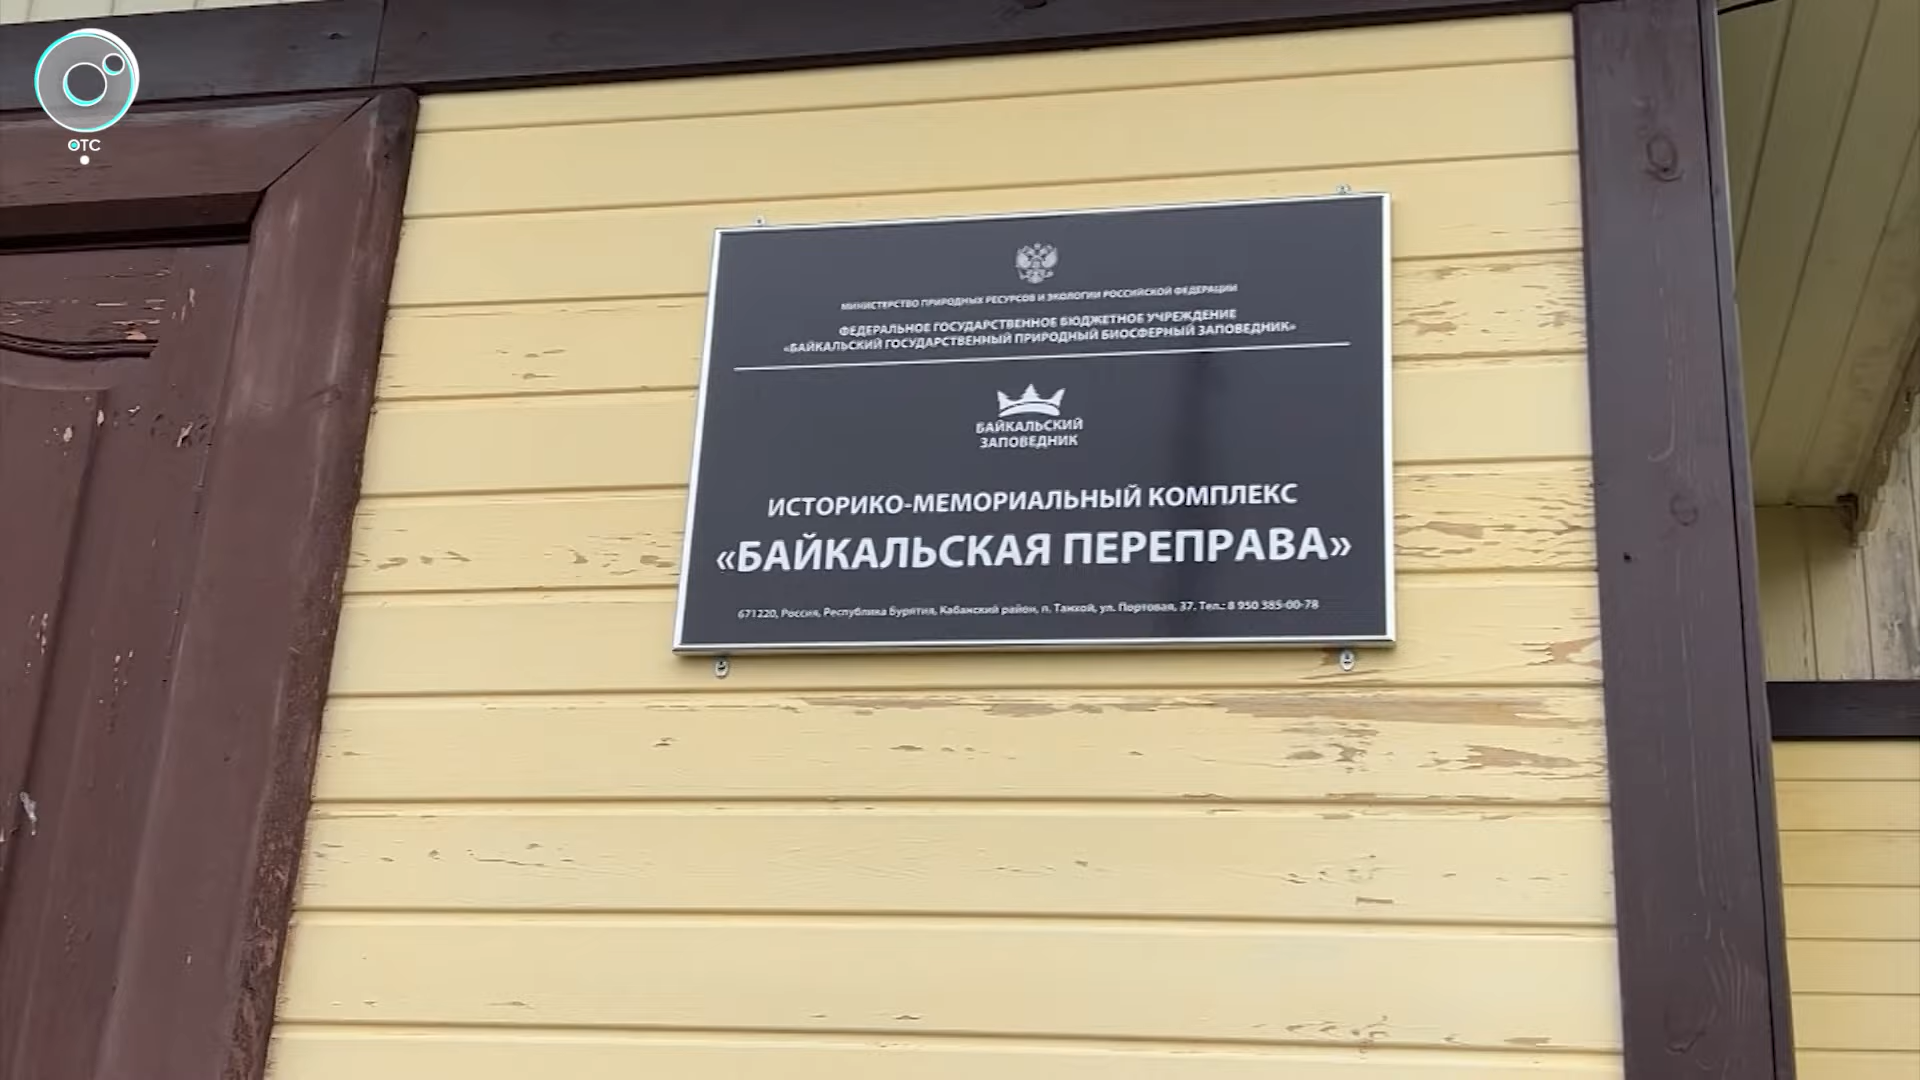 ОТС
МИНИСТЕРСТВО ПРИРОДНЫХ РЕСУРСОВ И ЭКОЛОГИИ РОССИЙСКОЙ ФЕДЕРАЦИИ
ФЕДЕРАЛЬНОЕ ГОСУДАРСТВЕННОЕ БЮДЖЕТНОЕ УЧРЕЖДЕНИЕ
«БАЙКАЛЬСКИЙ ГОСУДАРСТВЕННЫЙ ПРИРОДНЫЙ БИОСФЕРНЫЙ ЗАПОВЕДНИК»
БАЙКАЛЬСКИЙ
ЗАПОВЕДНИК
ИСТОРИКО-МЕМОРИАЛЬНЫЙ КОМПЛЕКС
«БАЙКАЛЬСКАЯ ПЕРЕПРАВА»
671220, Россия, Республика Бурятия, Кабанский район, п. Танхой, ул. Портовая, 37. Тел.: 8 950 385-00-78